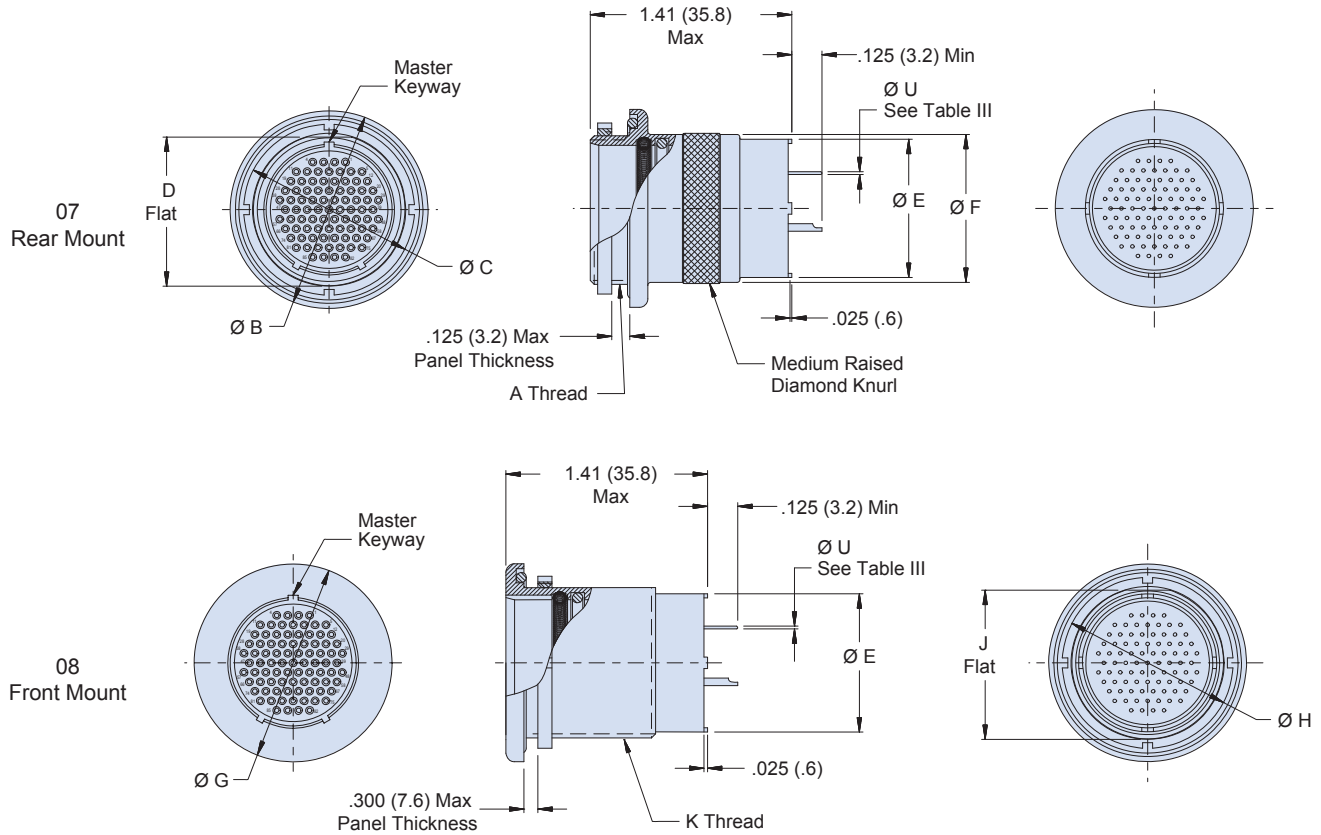 1.41 (35.8)
Max
.125 (3.2) Min
Master
Keyway
Ø U
See Table III
D
Flat
07
Rear Mount
Ø C
Ø B
Ø E
Ø F
.025 (.6)
.125 (3.2) Max
Panel Thickness
Medium Raised
Diamond Knurl
A Thread
1.41 (35.8)
Max
.125 (3.2) Min
Master
Keyway
Ø U
See Table III
08
Front Mount
Ø E
J
Flat
Ø H
Ø G
.025 (.6)
.300 (7.6) Max
Panel Thickness
K Thread